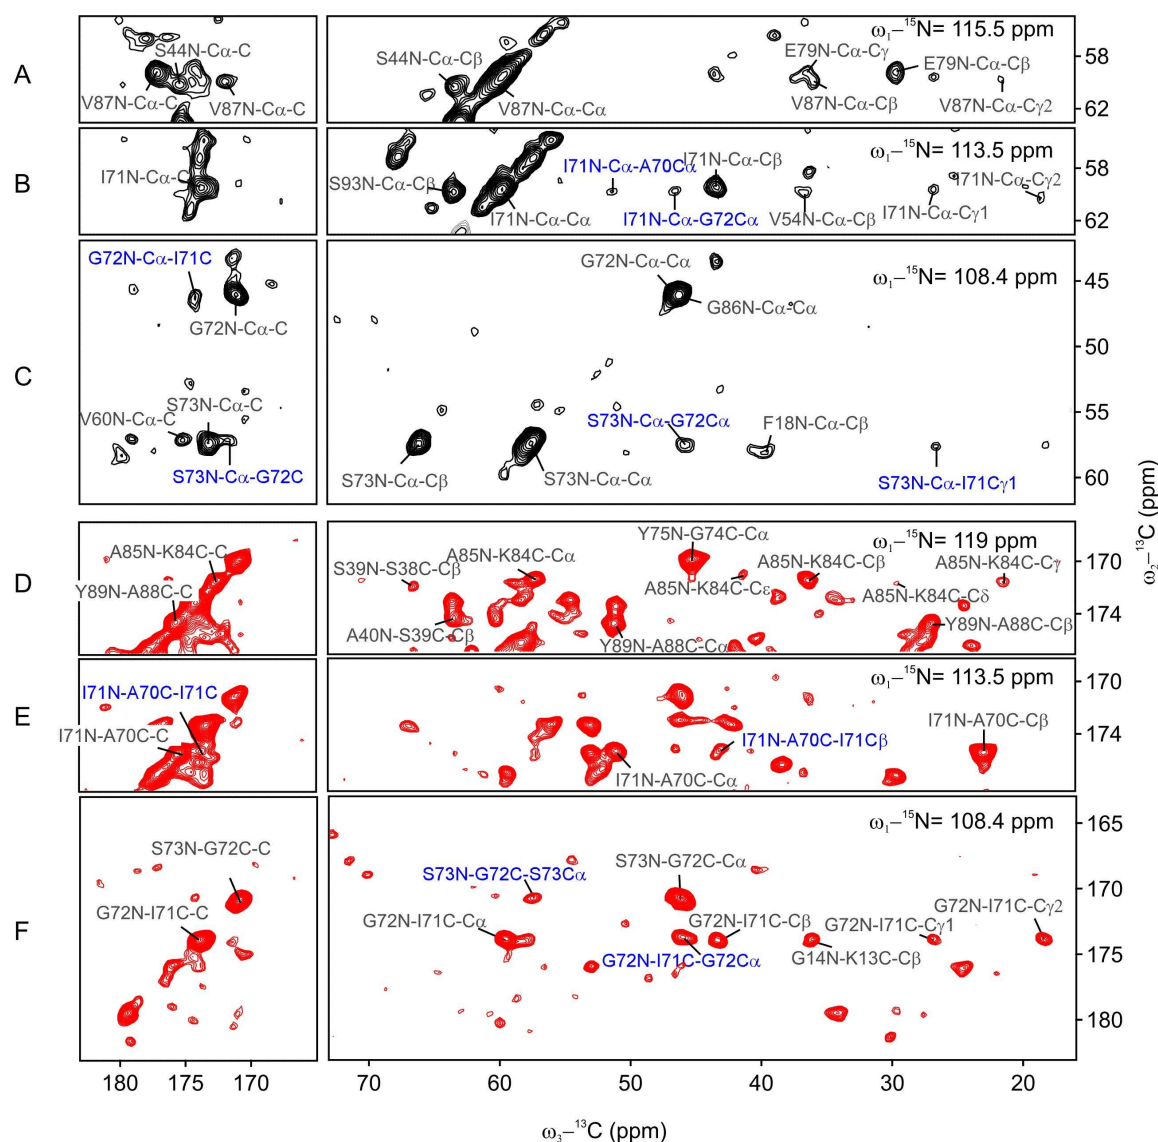 A
S44N-Cα-C
V87N-Cα-C
V87N-Cα-C
S44N-Cα-Cβ
V87N-Cα-Cα
ω₁–¹⁵N= 115.5 ppm
E79N-Cα-Cγ
E79N-Cα-Cβ
V87N-Cα-Cβ
V87N-Cα-Cγ2
58
62
B
I71N-Cα-C
S93N-Cα-Cβ
I71N-Cα-Cα
I71N-Cα-A70Cα
I71N-Cα-G72Cα
I71N-Cα-Cβ
V54N-Cα-Cβ
ω₁–¹⁵N= 113.5 ppm
I71N-Cα-Cγ1
I71N-Cα-Cγ2
58
62
C
G72N-Cα-I71C
G72N-Cα-C
V60N-Cα-C
S73N-Cα-C
S73N-Cα-G72C
G72N-Cα-Cα
G86N-Cα-Cα
ω₁–¹⁵N= 108.4 ppm
S73N-Cα-Cβ
S73N-Cα-Cα
S73N-Cα-G72Cα
F18N-Cα-Cβ
S73N-Cα-I71Cγ1
45
50
55
60
ω₂–¹³C (ppm)
D
A85N-K84C-C
Y89N-A88C-C
S39N-S38C-Cβ
A40N-S39C-Cβ
A85N-K84C-Cα
Y89N-A88C-Cα
Y75N-G74C-Cα
A85N-K84C-Cε
A85N-K84C-Cβ
ω₁–¹⁵N= 119 ppm
A85N-K84C-Cγ
A85N-K84C-Cδ
Y89N-A88C-Cβ
170
174
E
I71N-A70C-I71C
I71N-A70C-C
I71N-A70C-Cα
I71N-A70C-I71Cβ
ω₁–¹⁵N= 113.5 ppm
I71N-A70C-Cβ
170
174
F
S73N-G72C-C
G72N-I71C-C
S73N-G72C-S73Cα
G72N-I71C-Cα
S73N-G72C-Cα
G72N-I71C-G72Cα
G72N-I71C-Cβ
G14N-K13C-Cβ
G72N-I71C-Cγ1
G72N-I71C-Cγ2
ω₁–¹⁵N= 108.4 ppm
165
170
175
180
180 175 170
70 60 50 40 30 20
ω₃–¹³C (ppm)